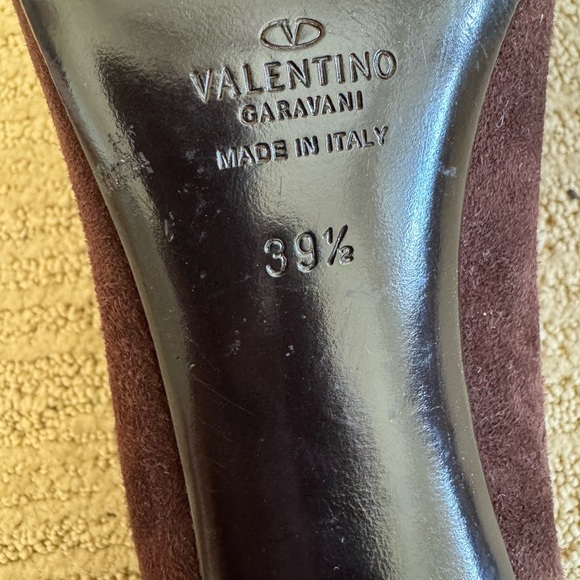 VALENTINO
GARAVANI
MADE IN ITALY
39½